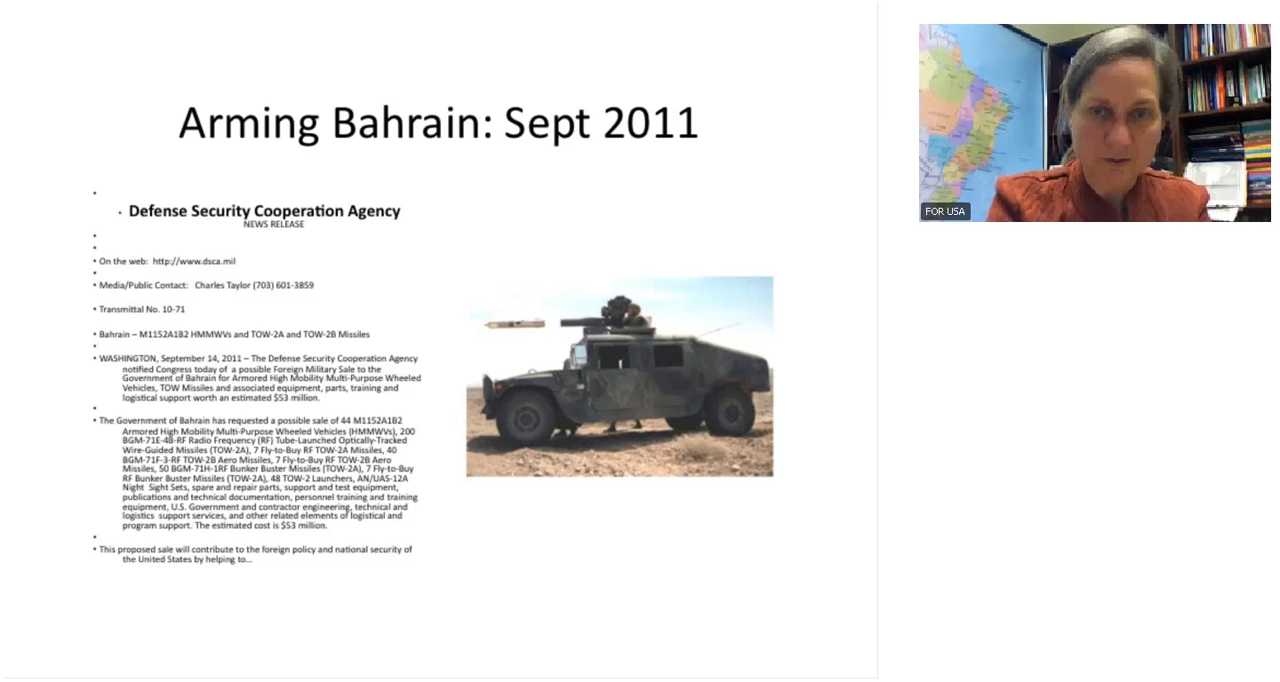 Arming Bahrain: Sept 2011
Defense Security Cooperation Agency
NEWS RELEASE
• On the web: http://www.dsca.mil
• Media/Public Contact: Charles Taylor (703) 601-3859
• Transmittal No. 10-71
• Bahrain – M1152A1B2 HMMWVs and TOW-2A and TOW-2B Missiles
• WASHINGTON, September 14, 2011 – The Defense Security Cooperation Agency
notified Congress today of a possible Foreign Military Sale to the
Government of Bahrain for Armored High Mobility Multi-Purpose Wheeled
Vehicles, TOW Missiles and associated equipment, parts, training and
logistical support worth an estimated $53 million.
• The Government of Bahrain has requested a possible sale of 44 M1152A1B2
Armored High Mobility Multi-Purpose Wheeled Vehicles (HMMWVs), 200
BGM-71E-4B-RF Radio Frequency (RF) Tube-Launched Optically-Tracked
Wire-Guided Missiles (TOW-2A), 7 Fly-to-Buy RF TOW-2A Missiles, 40
BGM-71F-3-RF TOW-2B Aero Missiles, 7 Fly-to-Buy RF TOW-2B Aero
Missiles, 50 BGM-71H-1RF Bunker Buster Missiles (TOW-2A), 7 Fly-to-Buy
RF Bunker Buster Missiles (TOW-2A), 48 TOW-2 Launchers, AN/UAS-12A
Night Sight Sets, spare and repair parts, support and test equipment,
publications and technical documentation, personnel training and training
equipment, U.S. Government and contractor engineering, technical and
logistics support services, and other related elements of logistical and
program support. The estimated cost is $53 million.
• This proposed sale will contribute to the foreign policy and national security of
the United States by helping to...
FOR USA